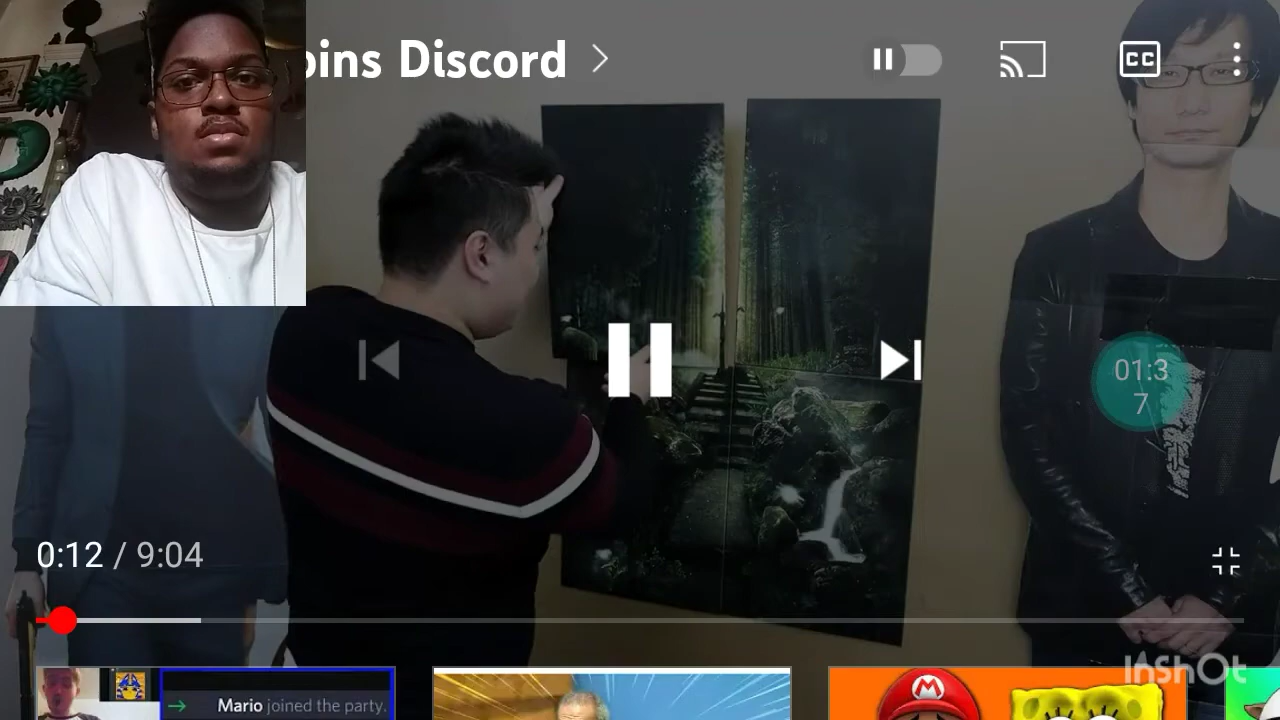 oins Discord
CC
01:3
7
0:12 / 9:04
Mario joined the party.
M
InShOt